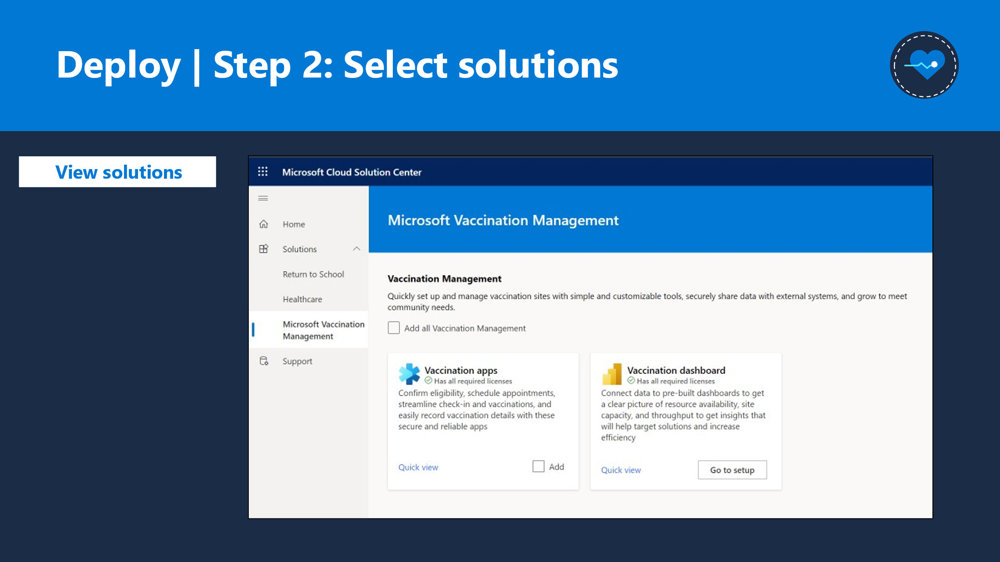 Deploy | Step 2: Select solutions
View solutions
Microsoft Cloud Solution Center
Home
Solutions
Return to School
Healthcare
Microsoft Vaccination
Management
Support
Microsoft Vaccination Management
Vaccination Management
Quickly set up and manage vaccination sites with simple and customizable tools, securely share data with external systems, and grow to meet
community needs.
Add all Vaccination Management
Vaccination apps
Has all required licenses
Confirm eligibility, schedule appointments,
streamline check-in and vaccinations, and
easily record vaccination details with these
secure and reliable apps
Quick view
Add
Vaccination dashboard
Has all required licenses
Connect data to pre-built dashboards to get
a clear picture of resource availability, site
capacity, and throughput to get insights that
will help target solutions and increase
efficiency
Quick view
Go to setup